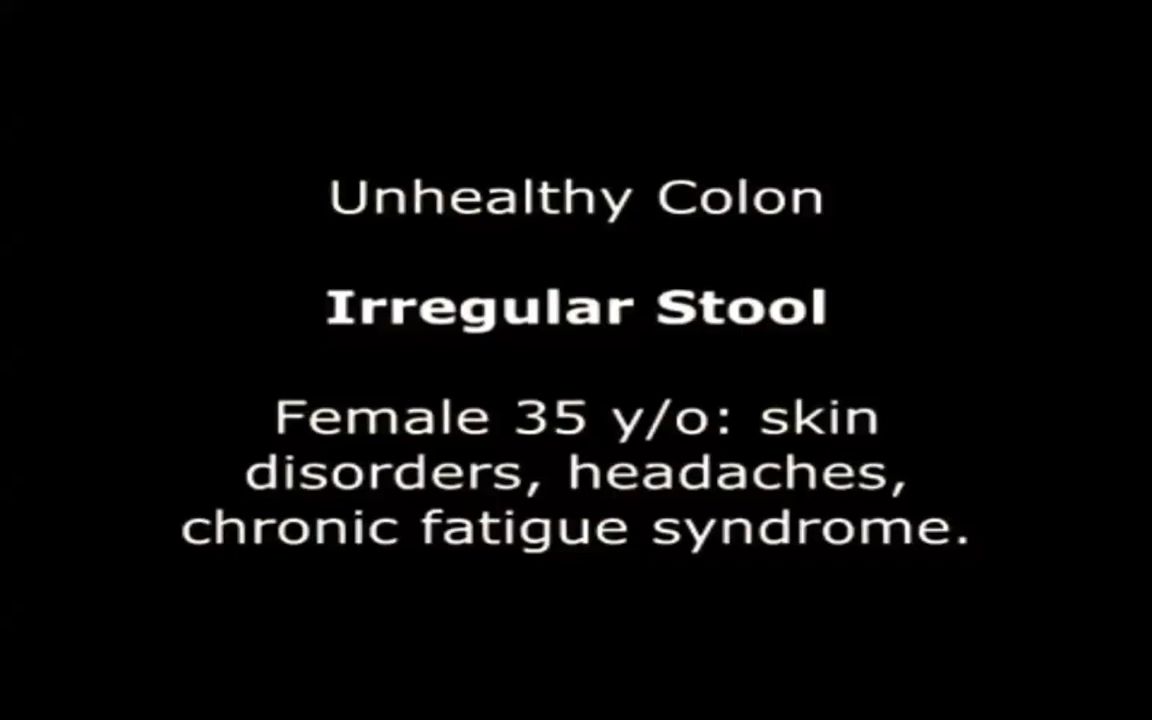 Unhealthy Colon
Irregular Stool
Female 35 y/o: skin
disorders, headaches,
chronic fatigue syndrome.